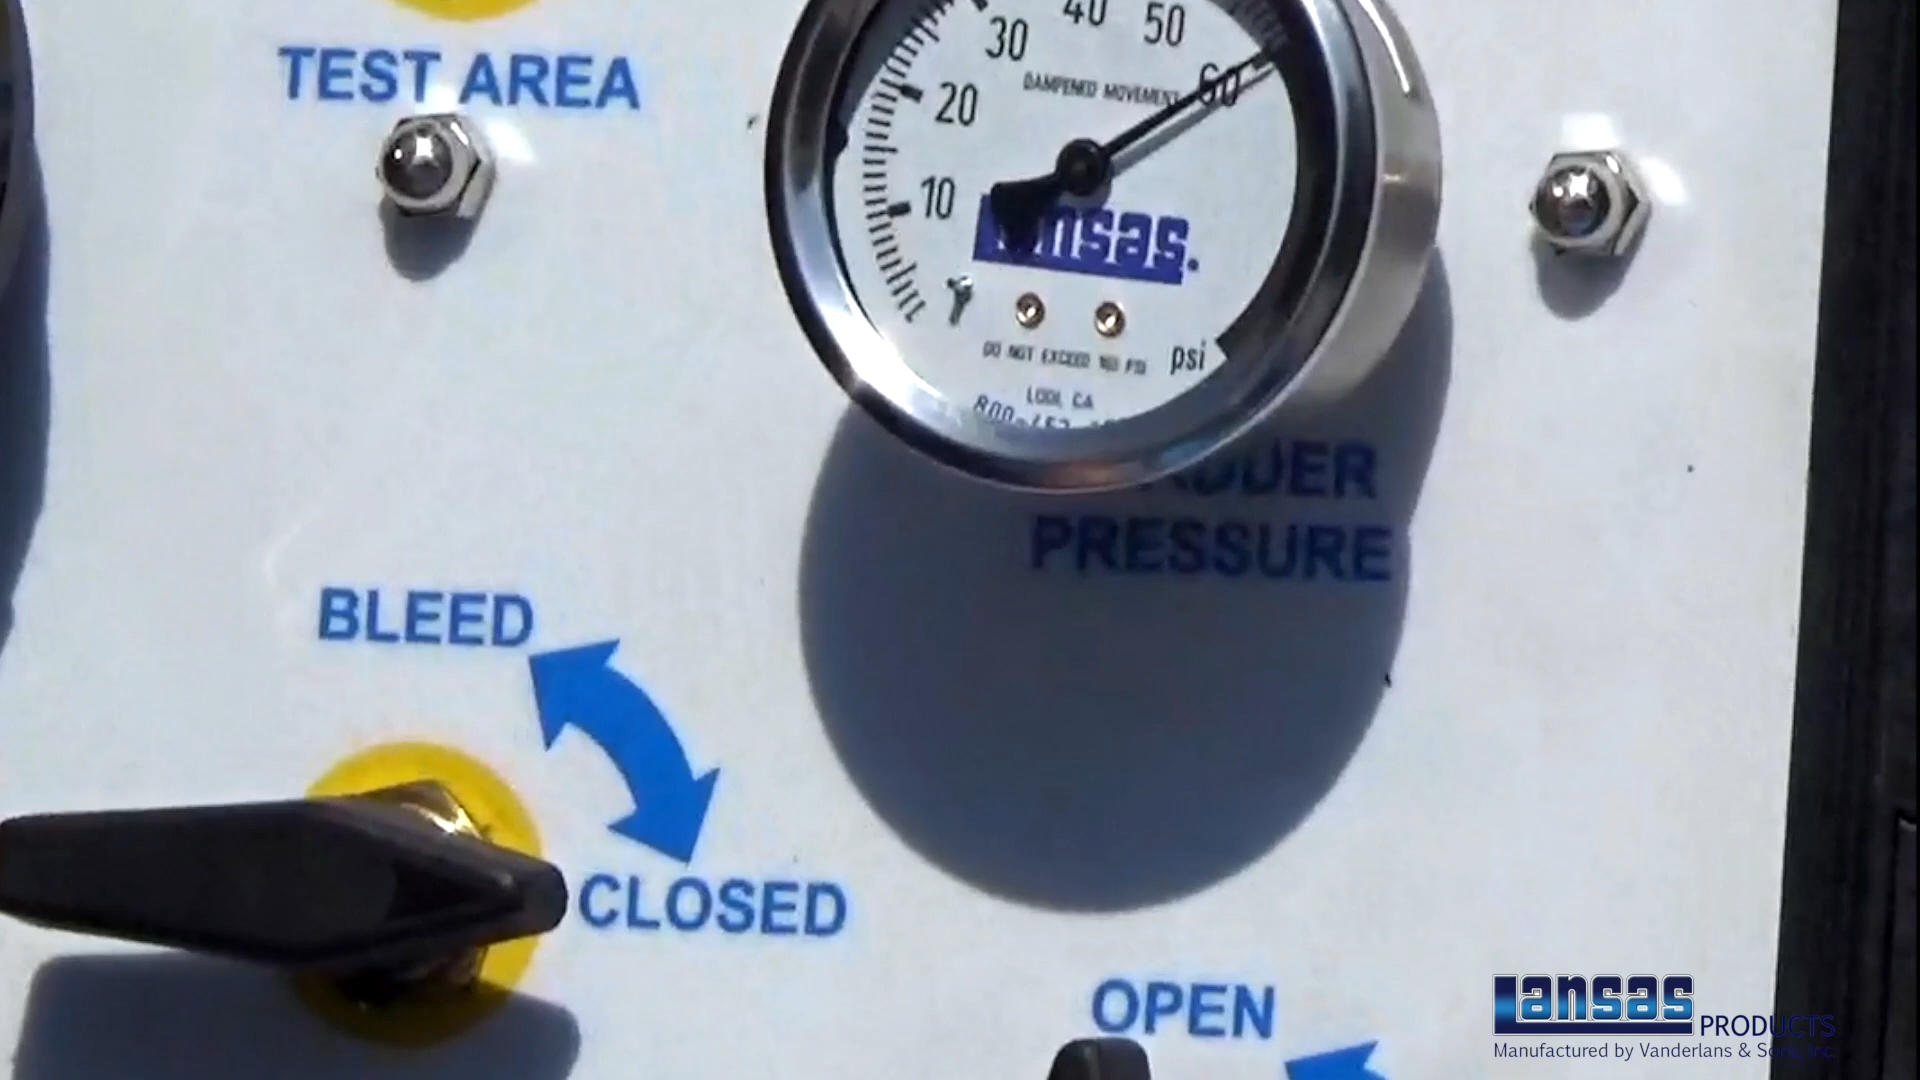 TEST AREA
30
40
50
60
20
10
DAMPENED MOVEMENT
lansas.
DO NOT EXCEED 160 PSI
psi
LODI, CA
PRESSURE
BLEED
CLOSED
OPEN
lansas PRODUCTS
Manufactured by Vanderlans & Sons, Inc.